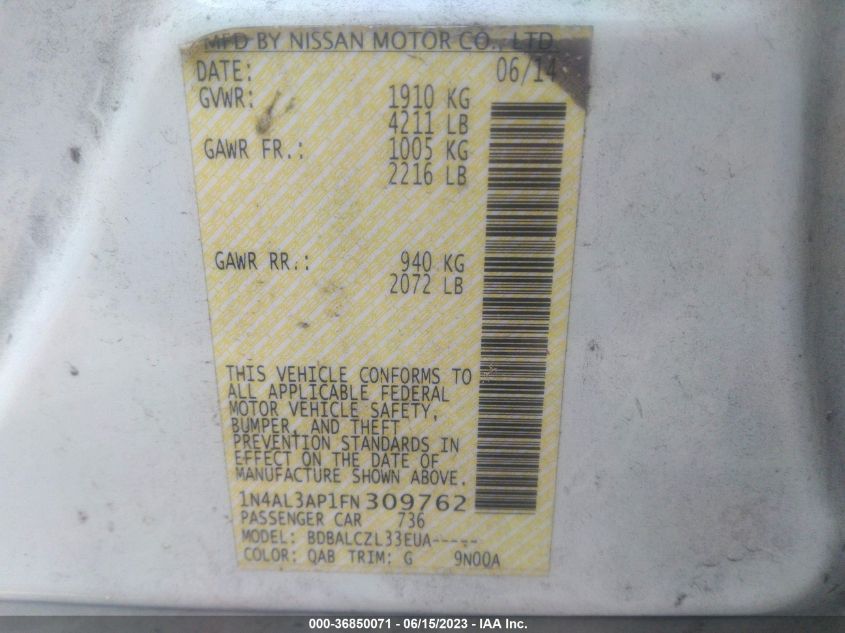 MFD BY NISSAN MOTOR CO., LTD.
DATE: 06/14
GVWR: 1910 KG
4211 LB
GAWR FR.: 1005 KG
2216 LB
GAWR RR.: 940 KG
2072 LB
THIS VEHICLE CONFORMS TO
ALL APPLICABLE FEDERAL
MOTOR VEHICLE SAFETY,
BUMPER, AND THEFT
PREVENTION STANDARDS IN
EFFECT ON THE DATE OF
MANUFACTURE SHOWN ABOVE.
1N4AL3AP1FN309762
PASSENGER CAR 736
MODEL: BDBALCZL33EUA-----
COLOR: QAB TRIM: G 9N00A
000-36850071 - 06/15/2023 - IAA Inc.